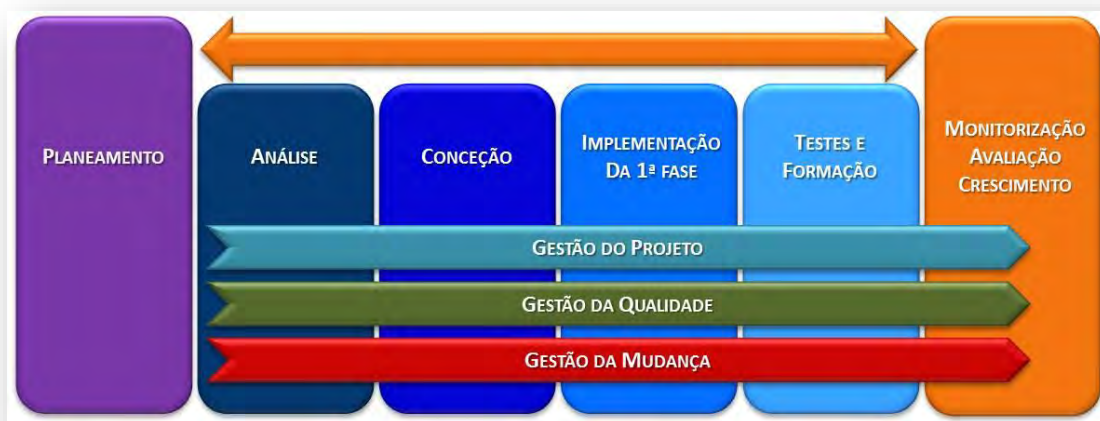 PLANEAMENTO
ANÁLISE
CONCEÇÃO
IMPLEMENTAÇÃO
DA 1ª FASE
TESTES E
FORMAÇÃO
MONITORIZAÇÃO
AVALIAÇÃO
CRESCIMENTO
GESTÃO DO PROJETO
GESTÃO DA QUALIDADE
GESTÃO DA MUDANÇA